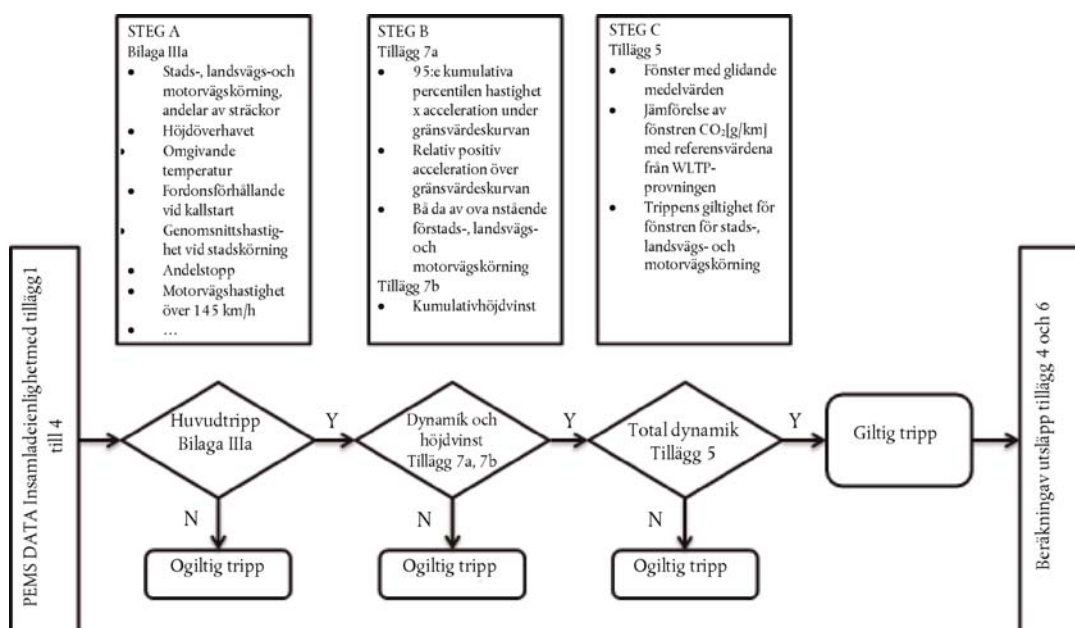 STEG A
Bilaga IIIa
• Stads-, landsvägs-och
motorvägskörning,
andelar av sträckor
• Höjdöverhavet
• Omgivande
temperatur
• Fordonsförhållande
vid kallstart
• Genomsnittshastig-
het vid stadskörning
• Andelstopp
• Motorvägshastighet
över 145 km/h
• ...
STEG B
Tillägg 7a
• 95:e kumulativa
percentilen hastighet
x acceleration under
gränsvärdeskurvan
• Relativ positiv
acceleration över
gränsvärdeskurvan
• Bå da av ova nstående
förstads-, landsvägs-
och
motorvägskörning
Tillägg 7b
• Kumulativhöjdvinst
STEG C
Tillägg 5
• Fönster med glidande
medelvärden
• Jämförelse av
fönstren CO₂[g/km]
med referensvärdena
från WLTP-
provningen
• Trippens giltighet för
fönstren för stads-,
landsvägs- och
motorvägskörning
PEMS DATA Insamladeienlighetmed tillägg1
till 4
Huvudtripp
Bilaga IIIa
Y
Dynamik och
höjdvinst
Tillägg 7a, 7b
Y
Total dynamik
Tillägg 5
Y
Giltig tripp
N
N
N
Ogiltig tripp
Ogiltig tripp
Ogiltig tripp
Beräkningav utsläpp tillägg 4 och 6